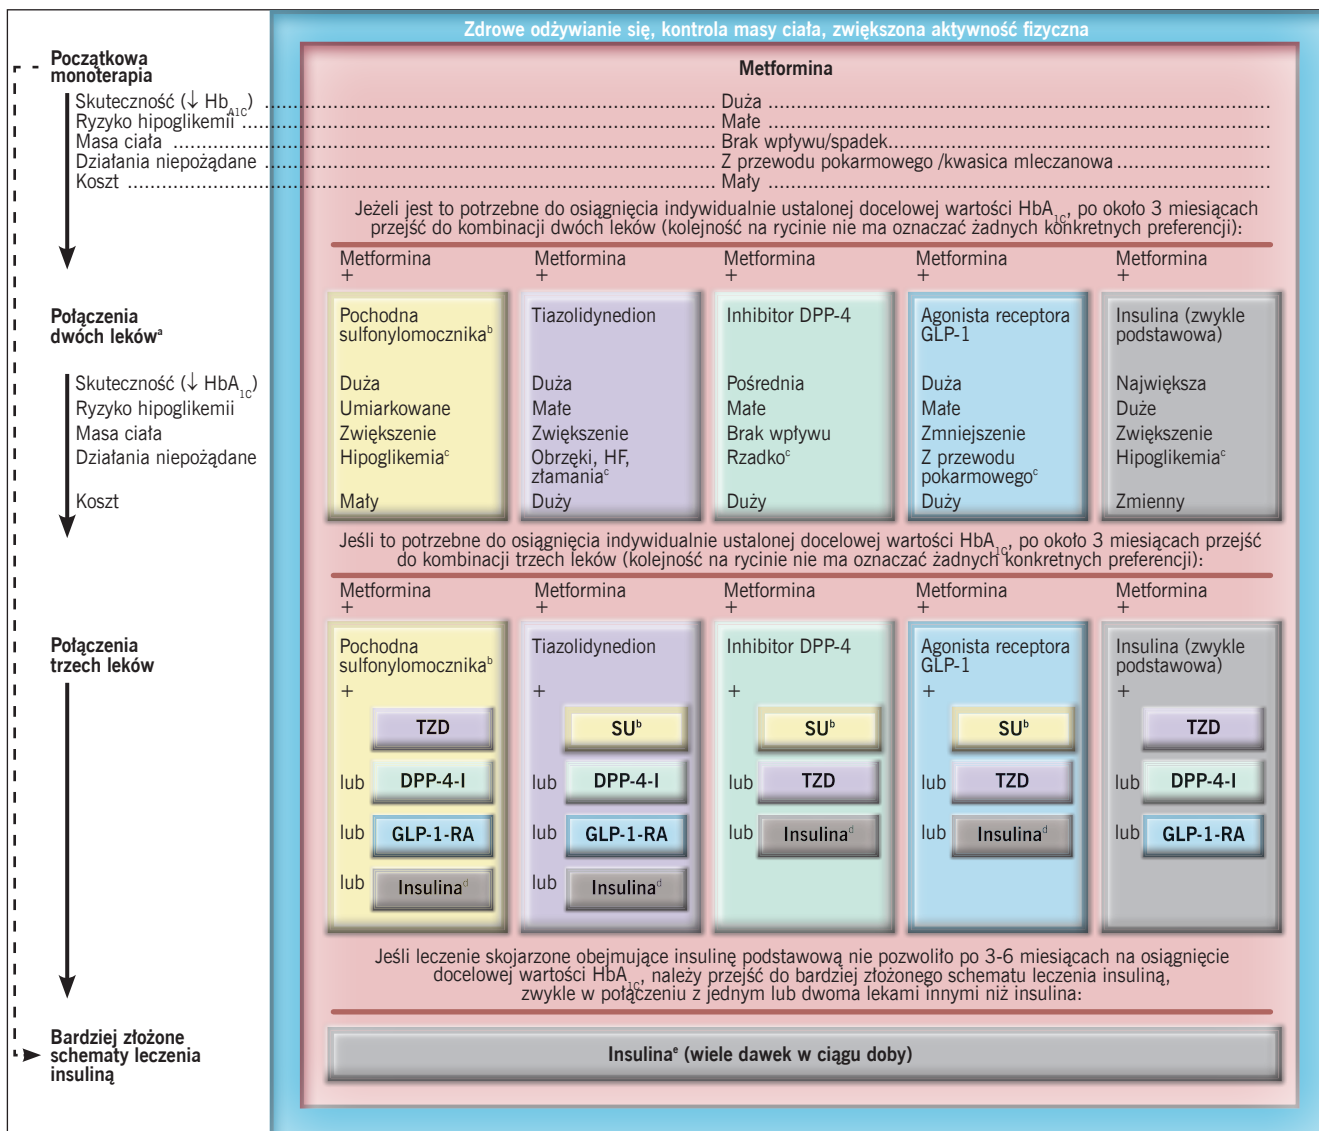 Zdrowe odżywianie się, kontrola masy ciała, zwiększona aktywność fizyczna
Początkowa
monoterapia
Metformina
Skuteczność (↓ HbA1C) Duża
Ryzyko hipoglikemii Małe
Masa ciała Brak wpływu/spadek
Działania niepożądane Z przewodu pokarmowego /kwasica mleczanowa
Koszt Mały
Jeżeli jest to potrzebne do osiągnięcia indywidualnie ustalonej docelowej wartości HbA1C, po około 3 miesiącach
przejść do kombinacji dwóch leków (kolejność na rycinie nie ma oznaczać żadnych konkretnych preferencji):
Metformina Metformina Metformina Metformina Metformina
+ + + + +
Połączenia
dwóch lekówa
Pochodna Tiazolidynedion Inhibitor DPP-4 Agonista receptora Insulina (zwykle
sulfonylomocznikab GLP-1 podstawowa)
Skuteczność (↓ HbA1C) Duża Duża Pośrednia Duża Największa
Ryzyko hipoglikemii Umiarkowane Małe Małe Małe Duże
Masa ciała Zwiększenie Zwiększenie Brak wpływu Zmniejszenie Zwiększenie
Działania niepożądane Hipoglikemiac Obrzęki, HF, Rzadkoc Z przewodu Hipoglikemiac
złamaniac pokarmowegoc
Koszt Mały Duży Duży Duży Zmienny
Jeśli to potrzebne do osiągnięcia indywidualnie ustalonej docelowej wartości HbA1C, po około 3 miesiącach przejść
do kombinacji trzech leków (kolejność na rycinie nie ma oznaczać żadnych konkretnych preferencji):
Metformina Metformina Metformina Metformina Metformina
+ + + + +
Połączenia
trzech leków
Pochodna Tiazolidynedion Inhibitor DPP-4 Agonista receptora Insulina (zwykle
sulfonylomocznikab GLP-1 podstawowa)
+ + + + +
TZD SUb SUb SUb TZD
lub DPP-4-I lub DPP-4-I lub TZD lub TZD lub DPP-4-I
lub GLP-1-RA lub GLP-1-RA lub Insulinad lub Insulinad lub GLP-1-RA
lub Insulinad lub Insulinad
Jeśli leczenie skojarzone obejmujące insulinę podstawową nie pozwoliło po 3-6 miesiącach na osiągnięcie
docelowej wartości HbA1C, należy przejść do bardziej złożonego schematu leczenia insuliną,
zwykle w połączeniu z jednym lub dwoma lekami innymi niż insulina:
Bardziej złożone
schematy leczenia
insuliną
Insulinae (wiele dawek w ciągu doby)